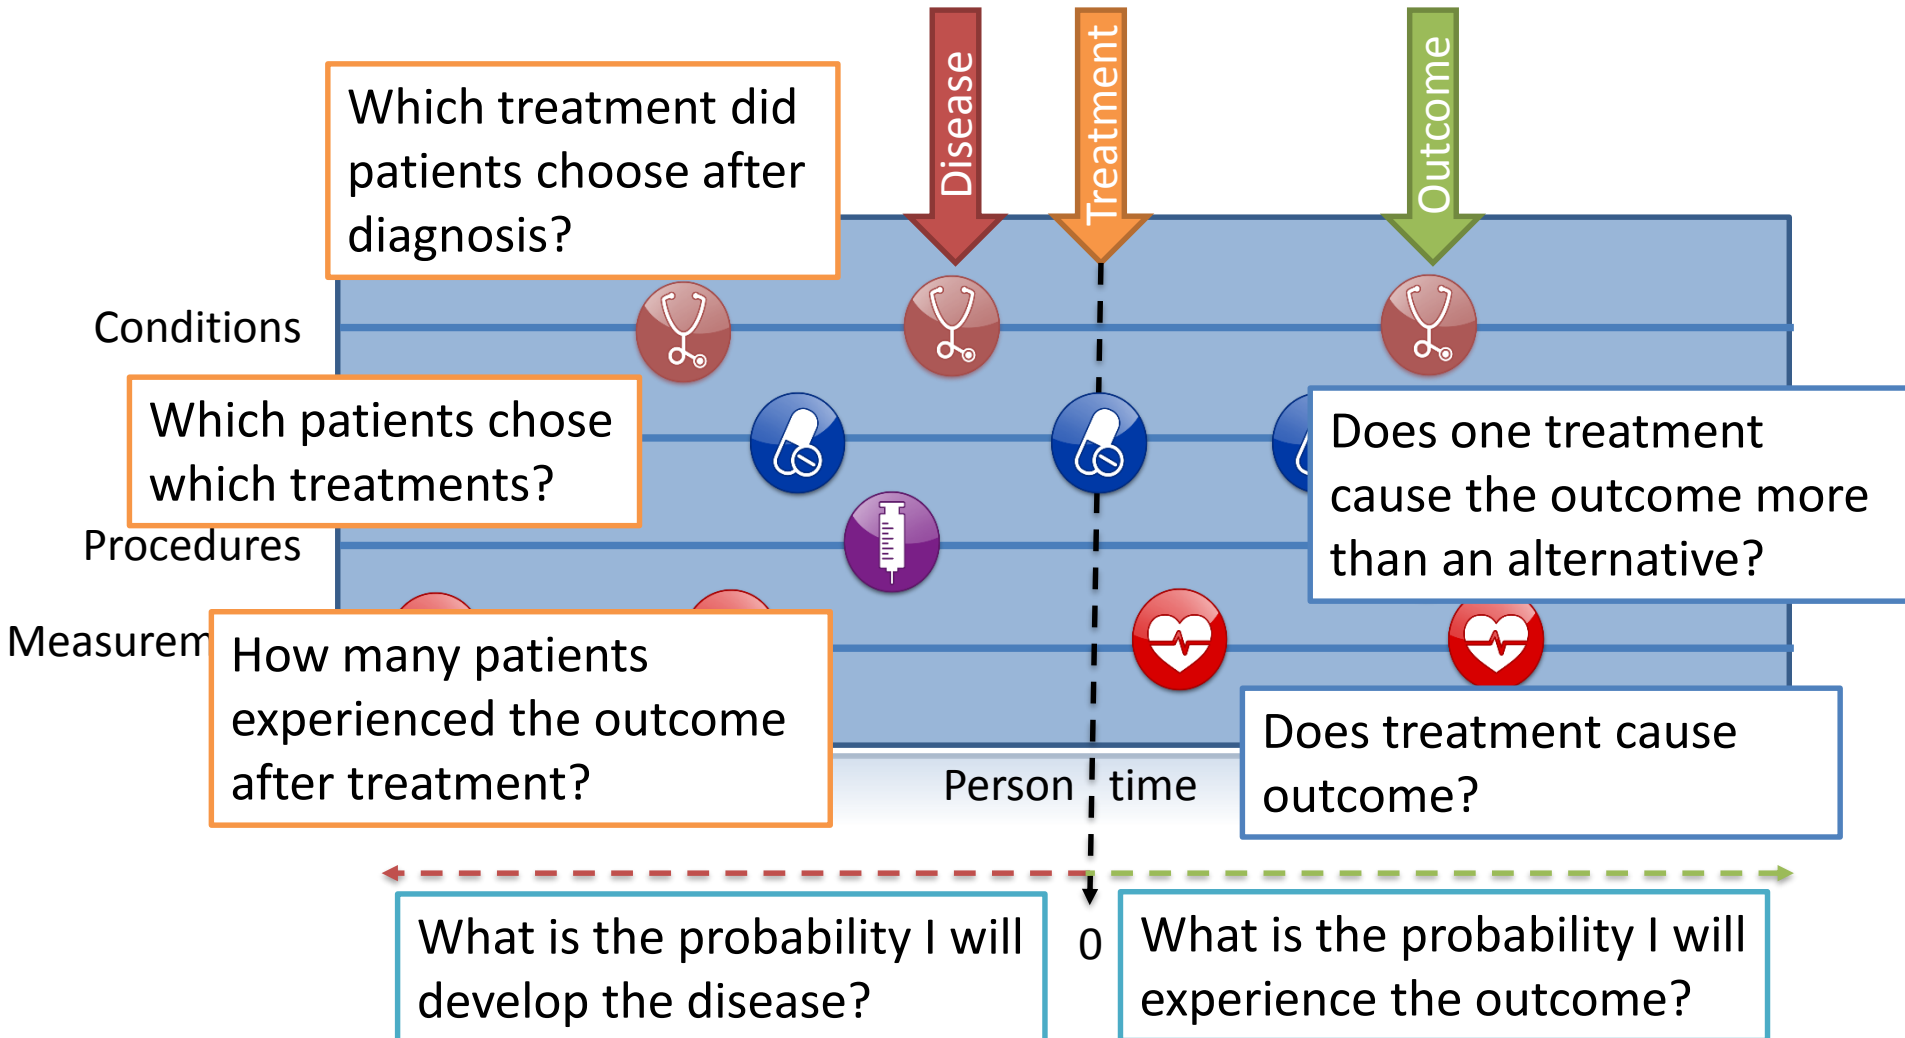 Disease
Treatment
Outcome
Which treatment did
patients choose after
diagnosis?
Conditions
Which patients chose
which treatments?
Does one treatment
cause the outcome more
than an alternative?
Procedures
Measurem
How many patients
experienced the outcome
after treatment?
Does treatment cause
outcome?
Person time
0
What is the probability I will
develop the disease?
What is the probability I will
experience the outcome?